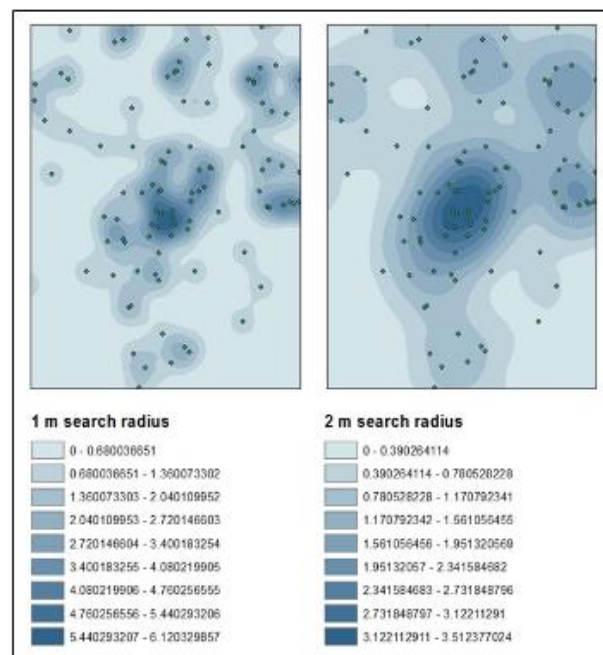 1 m search radius
0 - 0.680036651
0.680036651 - 1.360073302
1.360073303 - 2.040109952
2.040109953 - 2.720146603
2.720146604 - 3.400183254
3.400183255 - 4.080219905
4.080219906 - 4.760256555
4.760256556 - 5.440293206
5.440293207 - 6.120329857
2 m search radius
0 - 0.390264114
0.390264114 - 0.780528228
0.780528228 - 1.170792341
1.170792342 - 1.561056455
1.561056456 - 1.951320569
1.95132057 - 2.341584682
2.341584683 - 2.731848796
2.731848797 - 3.12211291
3.122112911 - 3.512377024